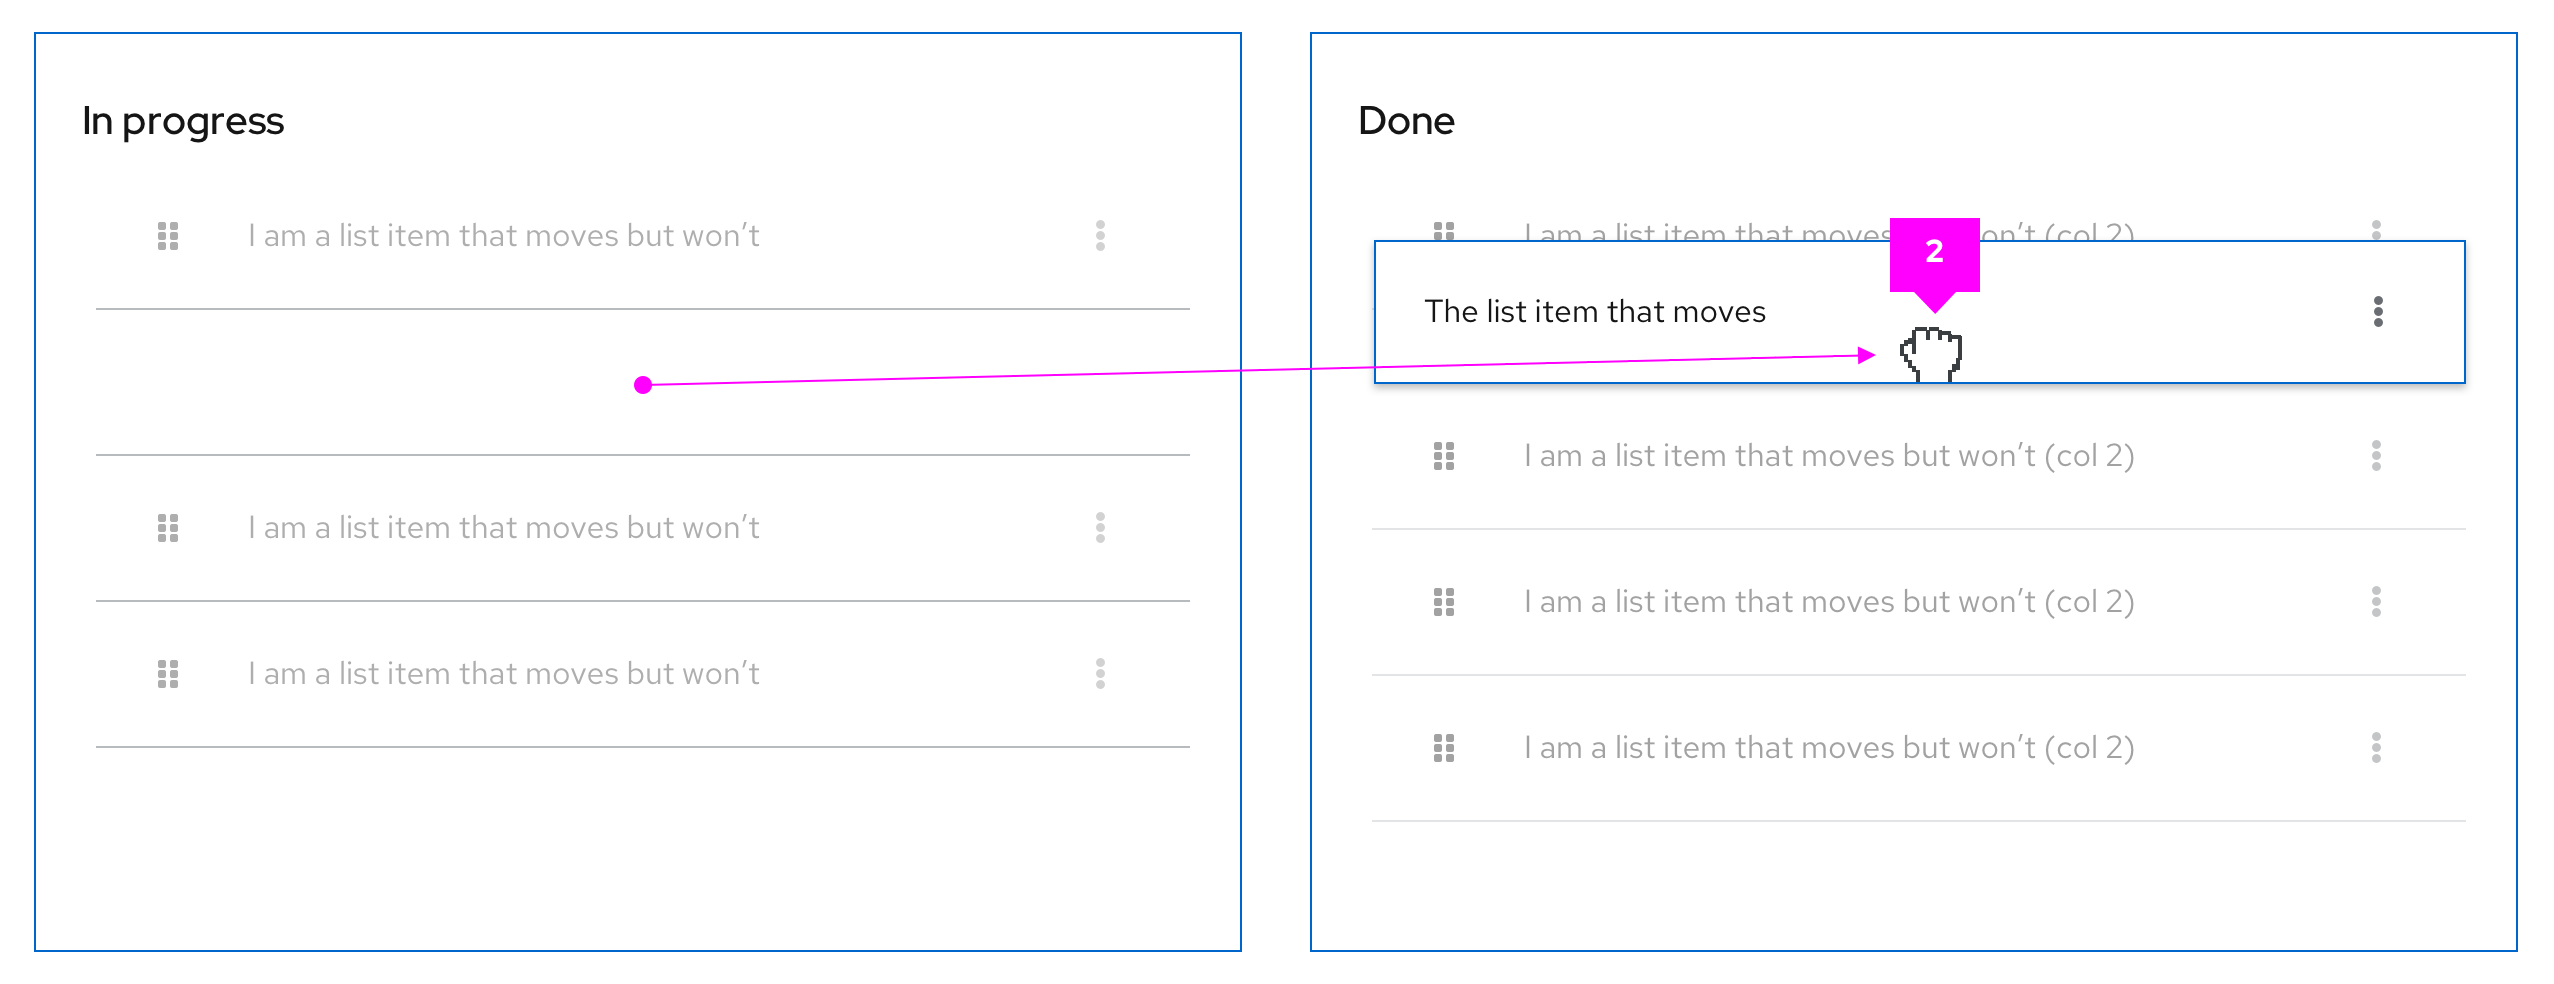 In progress
I am a list item that moves but won’t
I am a list item that moves but won’t
I am a list item that moves but won’t
Done
I am a list item that moves won’t (col 2)
2
The list item that moves
I am a list item that moves but won’t (col 2)
I am a list item that moves but won’t (col 2)
I am a list item that moves but won’t (col 2)